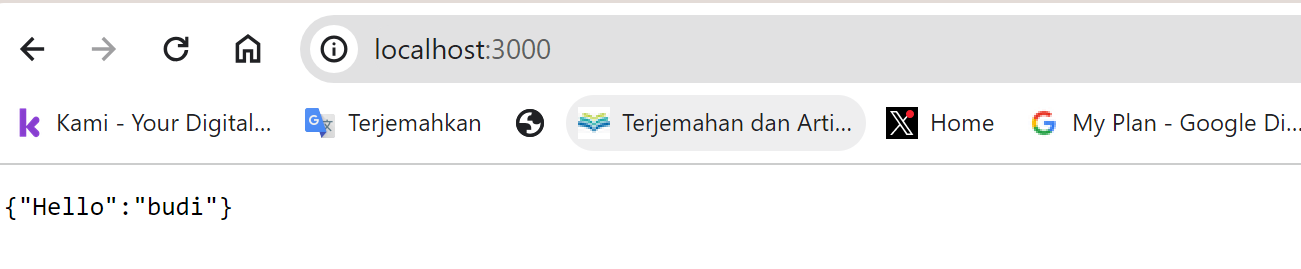 localhost:3000
Kami - Your Digital... Terjemahkan Terjemahan dan Arti... Home My Plan - Google Di...
{"Hello":"budi"}